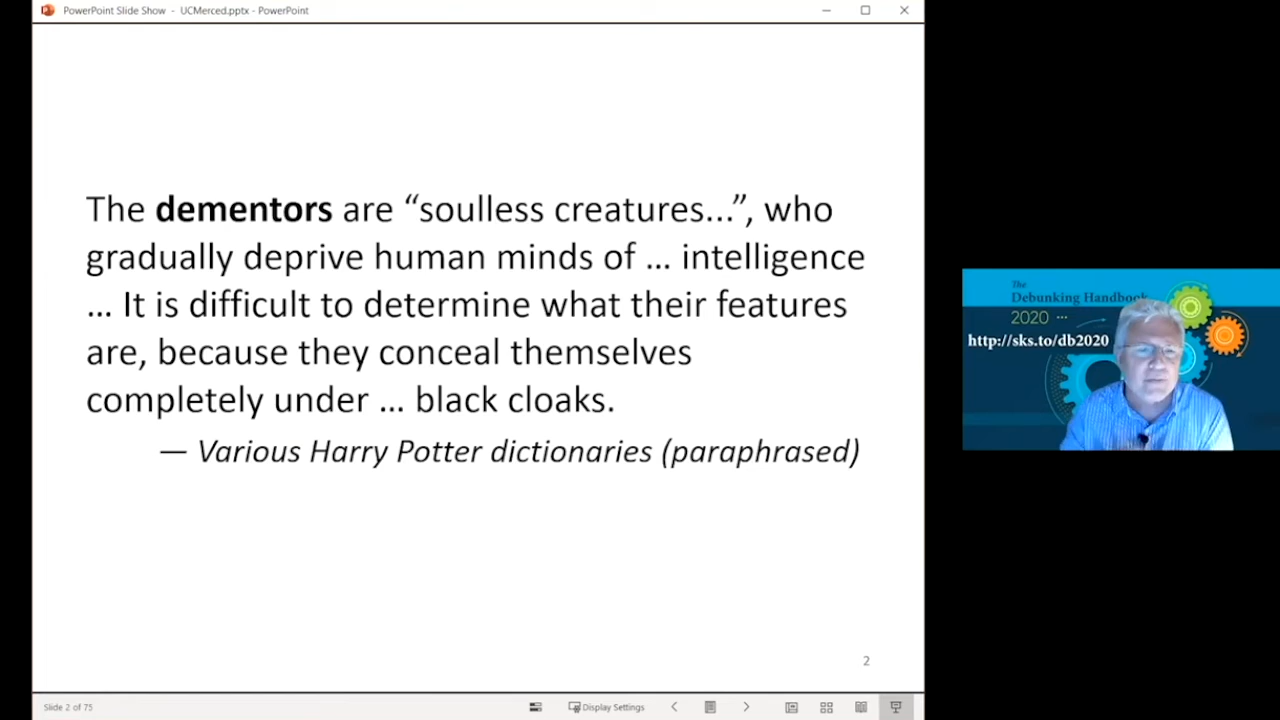 PowerPoint Slide Show - UCMerced.pptx - PowerPoint
The dementors are “soulless creatures...”, who
gradually deprive human minds of … intelligence
… It is difficult to determine what their features
are, because they conceal themselves
completely under … black cloaks.
— Various Harry Potter dictionaries (paraphrased)
2
The
Debunking Handbook
2020 ...
http://sks.to/db2020
Slide 2 of 75
Display Settings